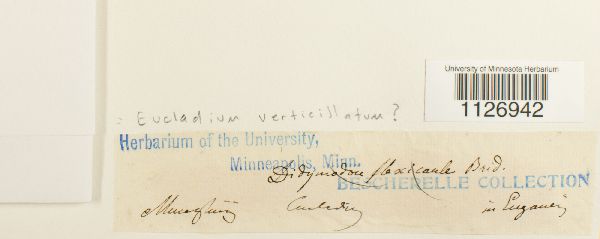 University of Minnesota Herbarium
1126942
= Eucladium verticillatum?
Herbarium of the University,
Minneapolis, Minn.
Didymodon flexicaule Brid.
BESCHERELLE COLLECTION
in Euganeis